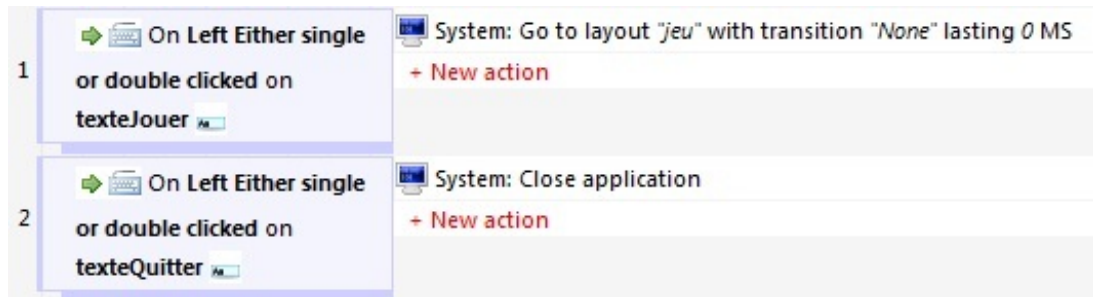 1
On Left Either single
or double clicked on
texteJouer
System: Go to layout "jeu" with transition "None" lasting 0 MS
+ New action
2
On Left Either single
or double clicked on
texteQuitter
System: Close application
+ New action